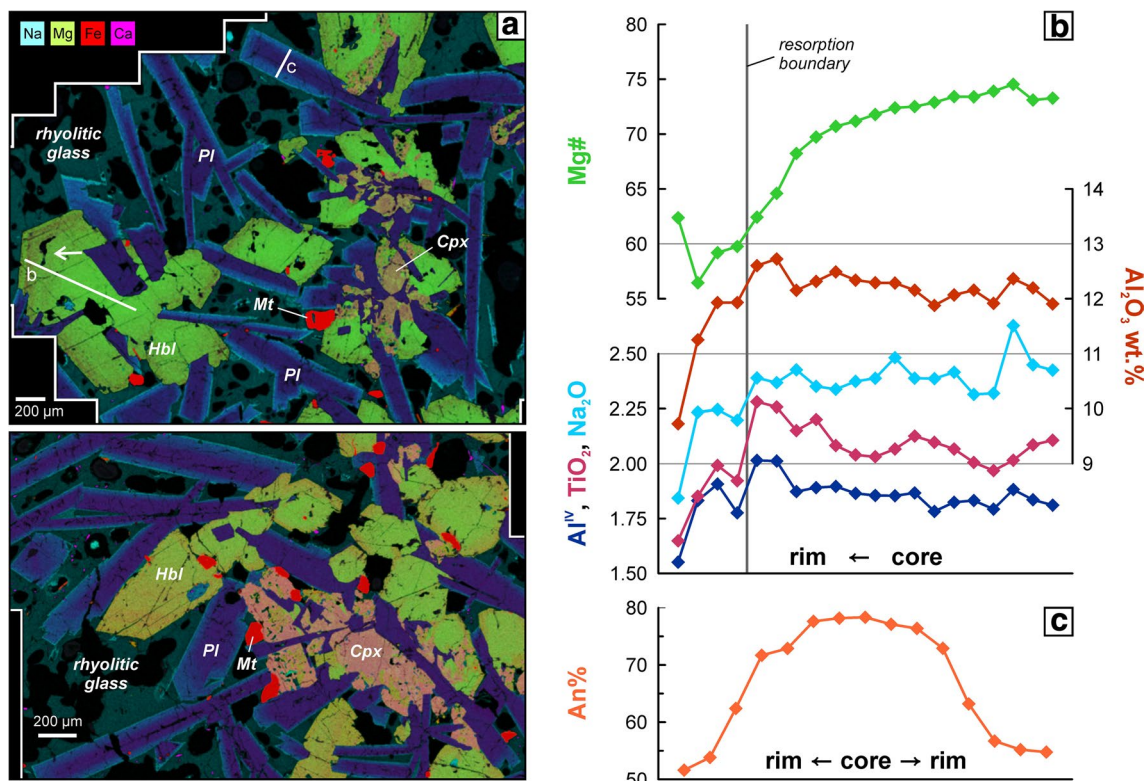 Na Mg Fe Ca
a
c
rhyolitic
glass
Pl
Cpx
b
Mt
Hbl
Pl
200 µm
Hbl
Pl
Mt
Cpx
rhyolitic
glass
200 µm
b
resorption
boundary
75
70
65
60
55
2.50
2.25
2.00
1.75
1.50
Mg#
Al^IV, TiO₂, Na₂O
14
13
12
11
10
9
Al₂O₃ wt.%
rim ← core
c
80
70
60
50
An%
rim ← core → rim